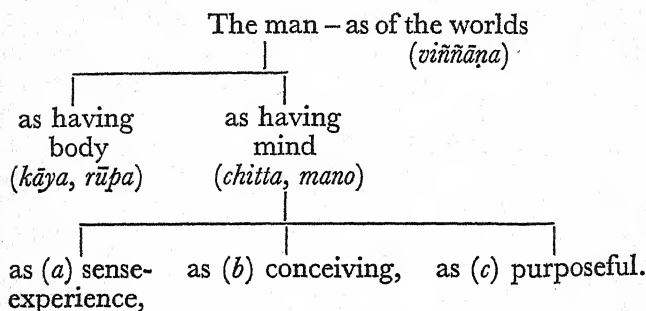 The man – as of the worlds
(viññāṇa)
as having body
(kāya, rūpa)
as having mind
(chitta, mano)
as (a) sense-experience,
as (b) conceiving,
as (c) purposeful.